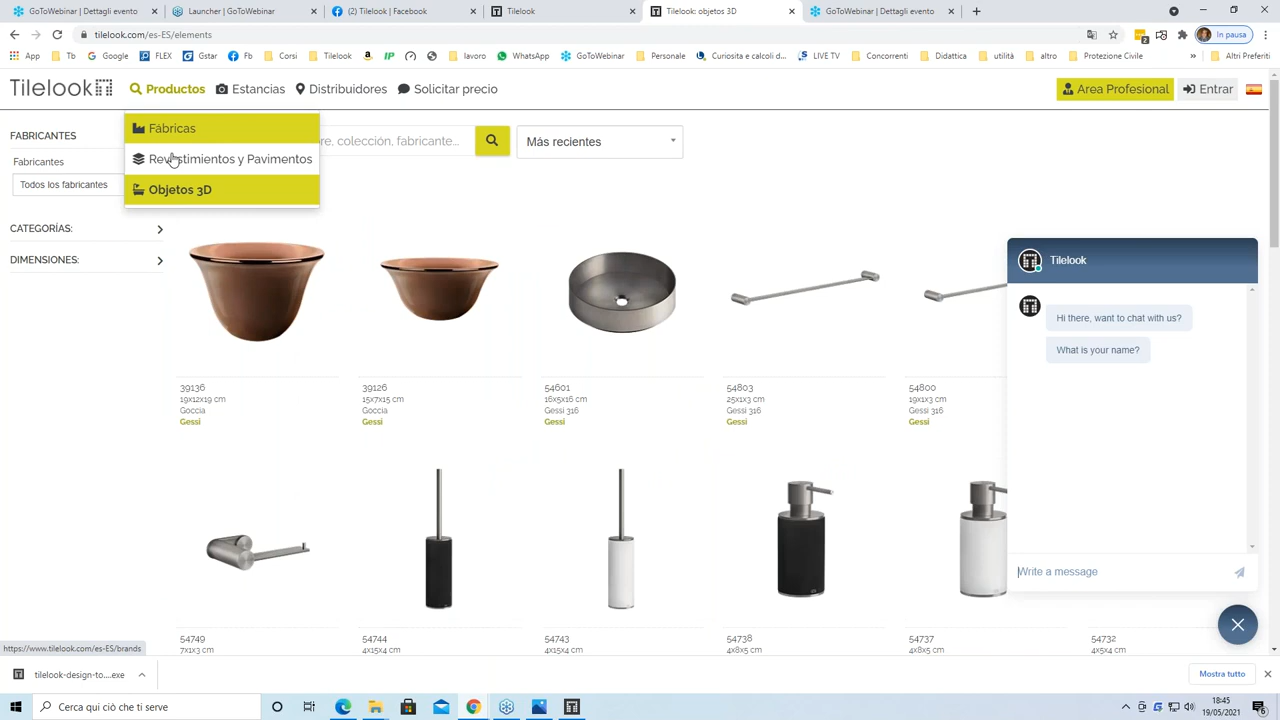 GoToWebinar | Dettagli evento
Launcher | GoToWebinar
Tilelook | Facebook
Tilelook
Tilelook: objetos 3D
GoToWebinar | Dettagli evento
tilelook.com/es-ES/elements
In pausa
App
Tb
Google
FLEX
Gstar
Fb
Corsi
Tilelook
IP
lavoro
WhatsApp
GoToWebinar
Personale
Curiosita e calcoli d...
LIVE TV
Concorrenti
Didattica
utilità
altro
Protezione Civile
»
Altri Preferiti
Tilelook
Productos
Estancias
Distribuidores
Solicitar precio
Area Profesional
Entrar
FABRICANTES
Fabricantes
Todos los fabricantes
CATEGORÍAS:
DIMENSIONES:
Fábricas
Revestimientos y Pavimentos
Objetos 3D
re, colección, fabricante...
Más recientes
39136
19x12x19 cm
Goccia
Gessi
39126
15x7x15 cm
Goccia
Gessi
54601
16x5x16 cm
Gessi 316
Gessi
54803
25x1x3 cm
Gessi 316
Gessi
54800
19x1x3 cm
Gessi 316
Gessi
54749
7x1x3 cm
54744
4x15x4 cm
54743
4x15x4 cm
54738
4x8x5 cm
54737
4x8x5 cm
54732
4x5x4 cm
Tilelook
Hi there, want to chat with us?
What is your name?
Write a message
https://www.tilelook.com/es-ES/brands
tilelook-design-to....exe
Mostra tutto
Cerca qui ciò che ti serve
18:45
19/05/2021